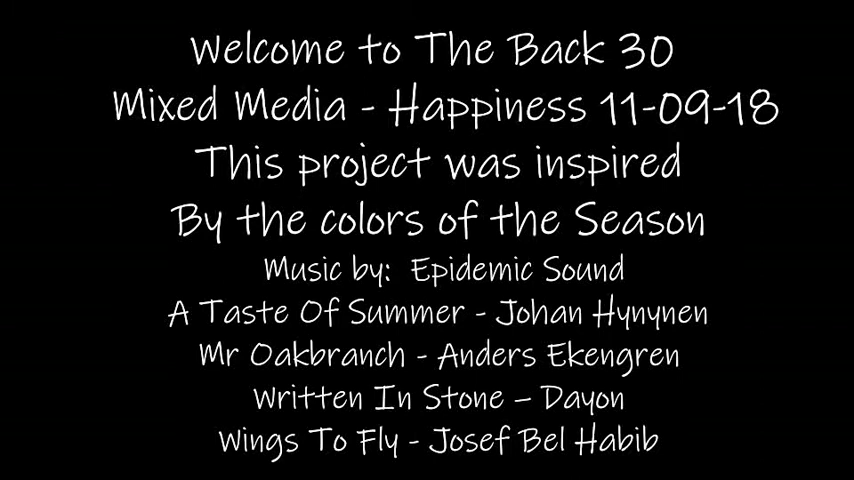 Welcome to The Back 30
Mixed Media - Happiness 11-09-18
This project was inspired
By the colors of the Season
Music by: Epidemic Sound
A Taste Of Summer - Johan Hynynen
Mr Oakbranch - Anders Ekengren
Written In Stone – Dayon
Wings To Fly - Josef Bel Habib